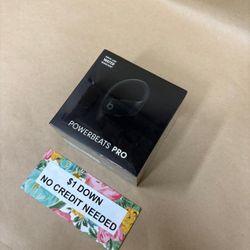 POWERBEATS PRO
$1 DOWN
NO CREDIT NEEDED